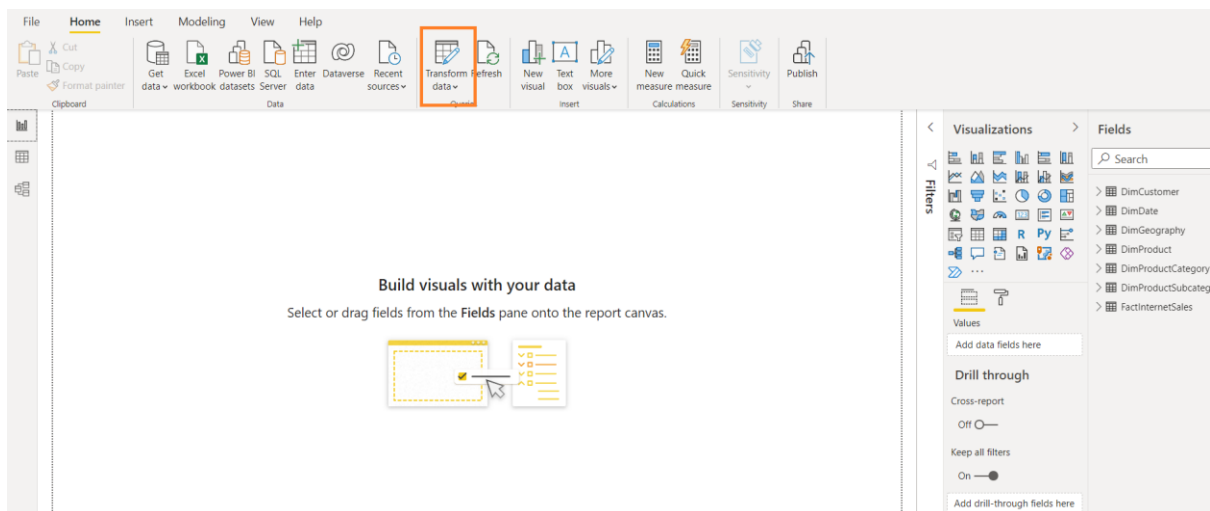 File Home Insert Modeling View Help
Cut
Copy
Format painter
Paste
Clipboard
Get data
Excel workbook
Power BI datasets
SQL Server
Enter data
Dataverse
Recent sources
Data
Transform data
Refresh
Queries
New visual
Text box
More visuals
Insert
New measure
Quick measure
Calculations
Sensitivity
Sensitivity
Publish
Share
Filters
Visualizations
R Py
Values
Add data fields here
Drill through
Cross-report
Off
Keep all filters
On
Add drill-through fields here
Fields
Search
DimCustomer
DimDate
DimGeography
DimProduct
DimProductCategory
DimProductSubcateg
FactInternetSales
Build visuals with your data
Select or drag fields from the Fields pane onto the report canvas.